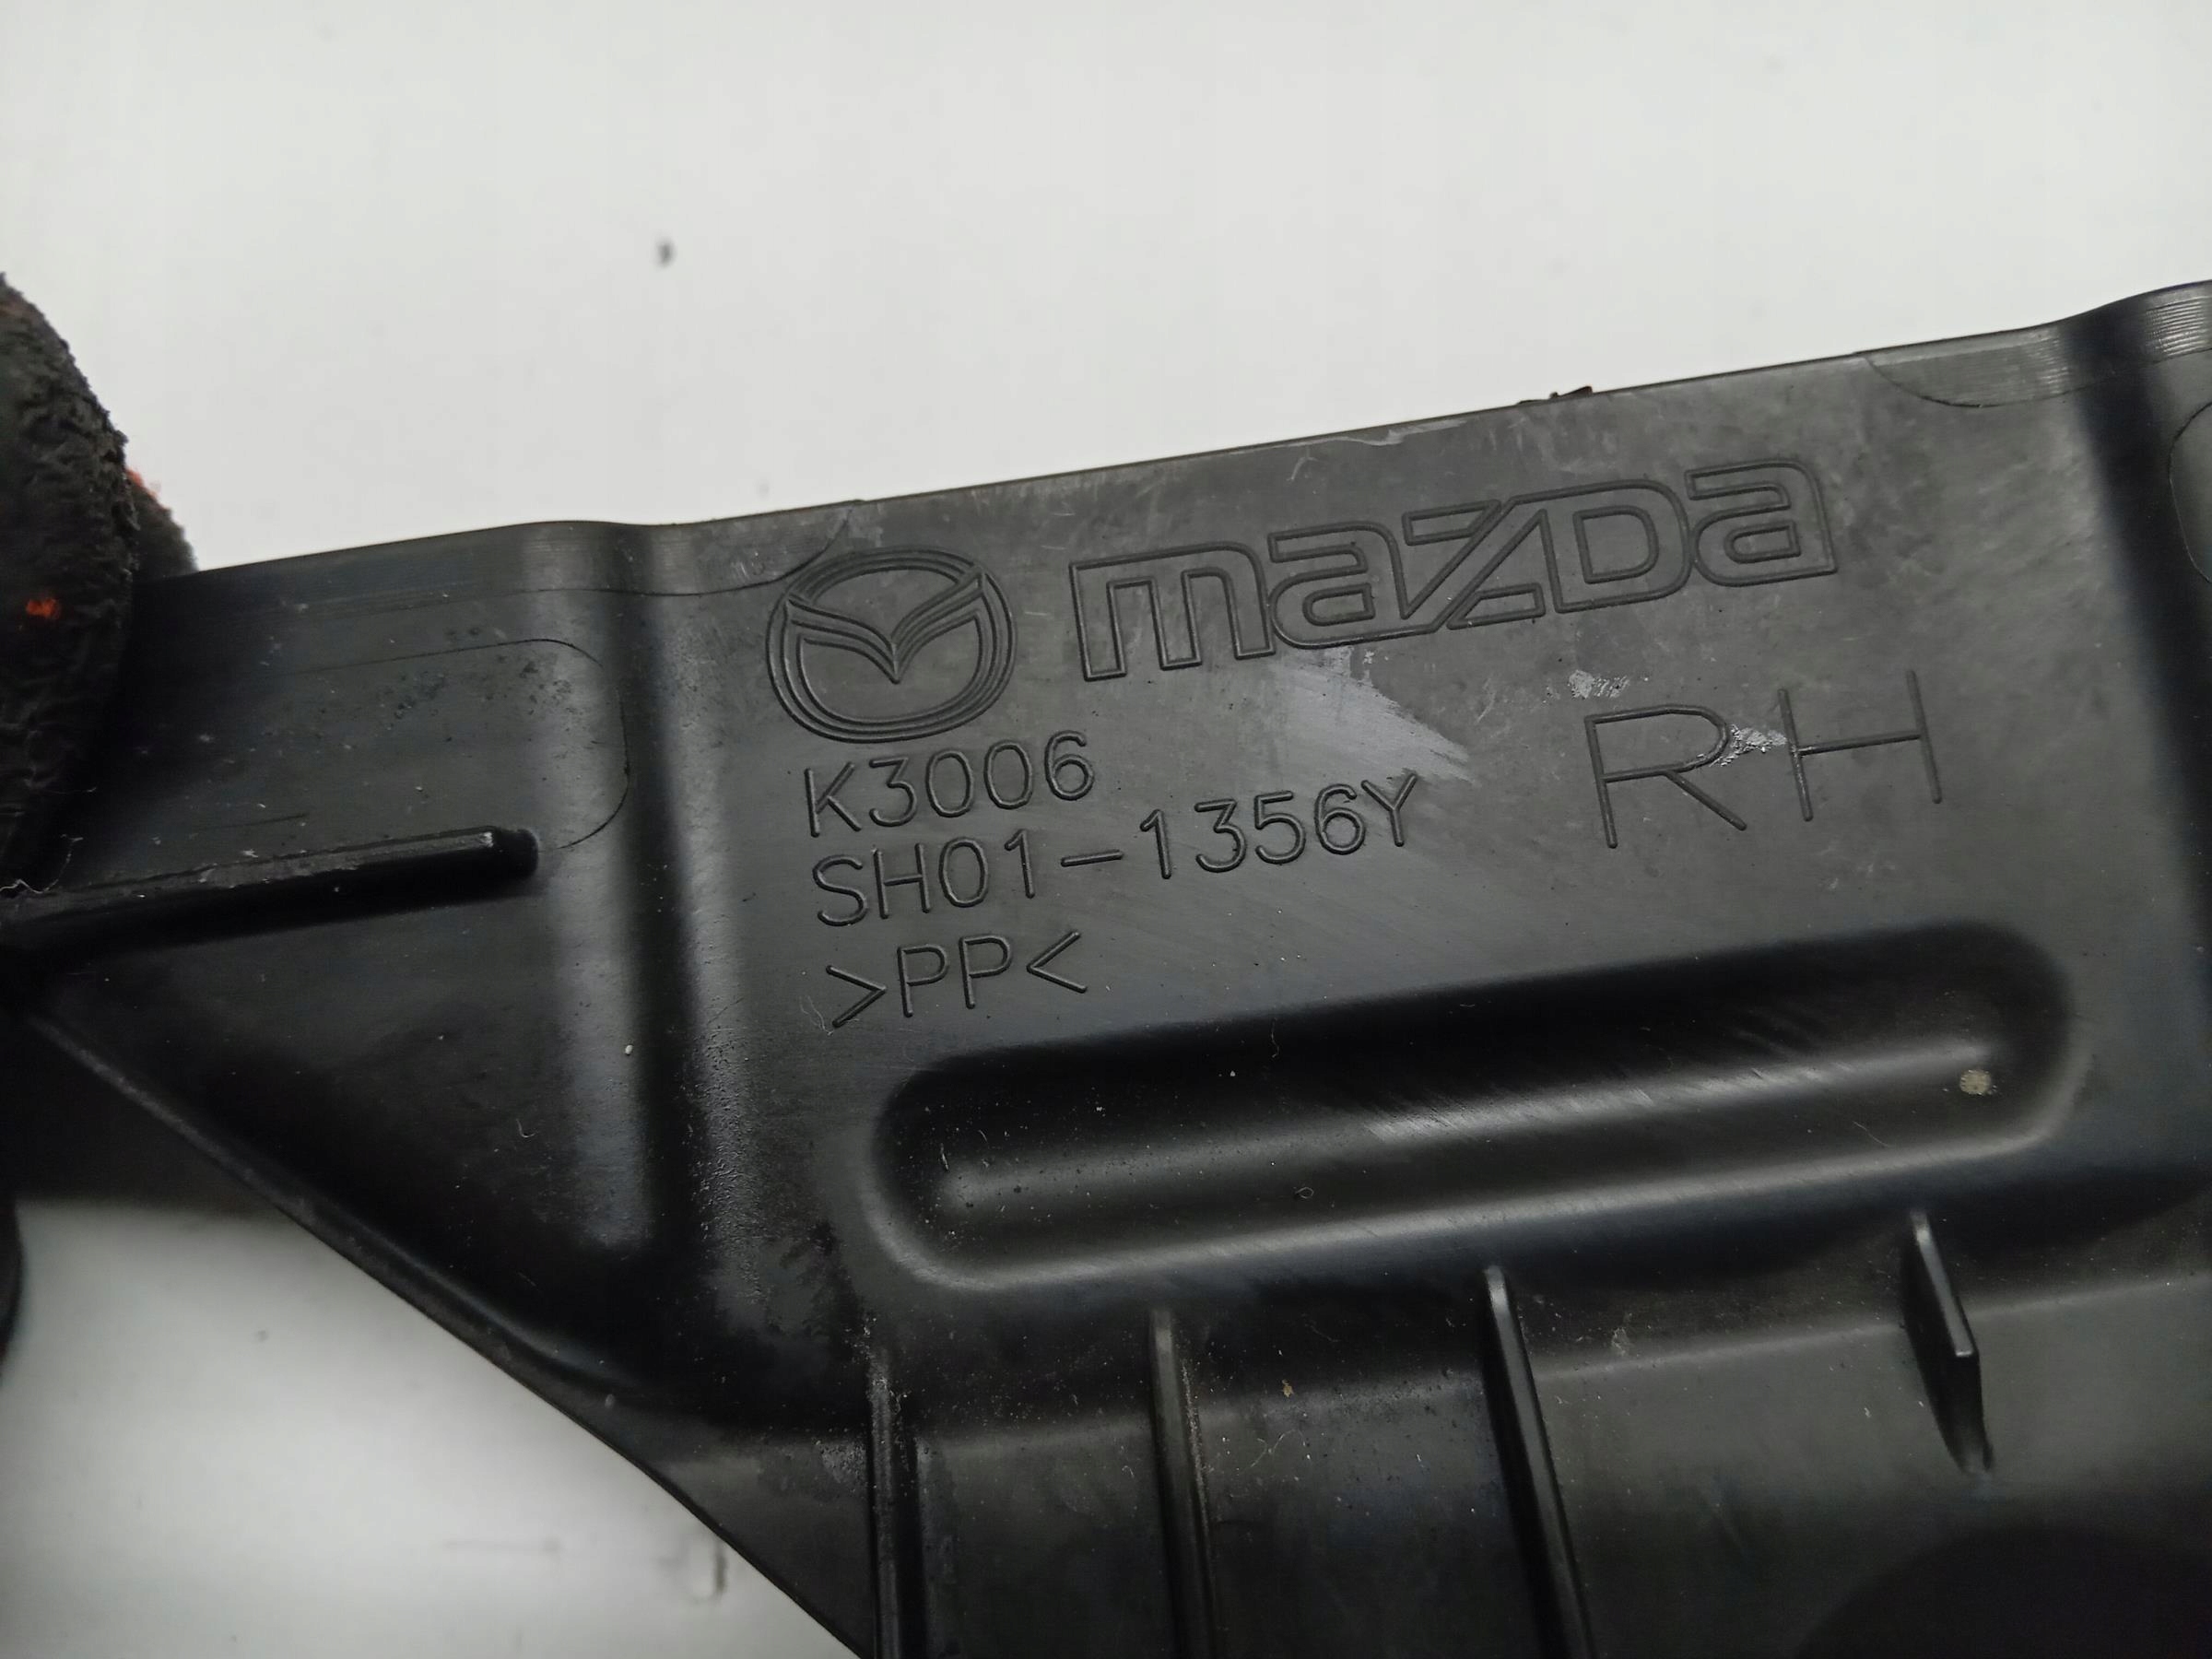 mazda
K3006
RH
SH01-1356Y
>PP<